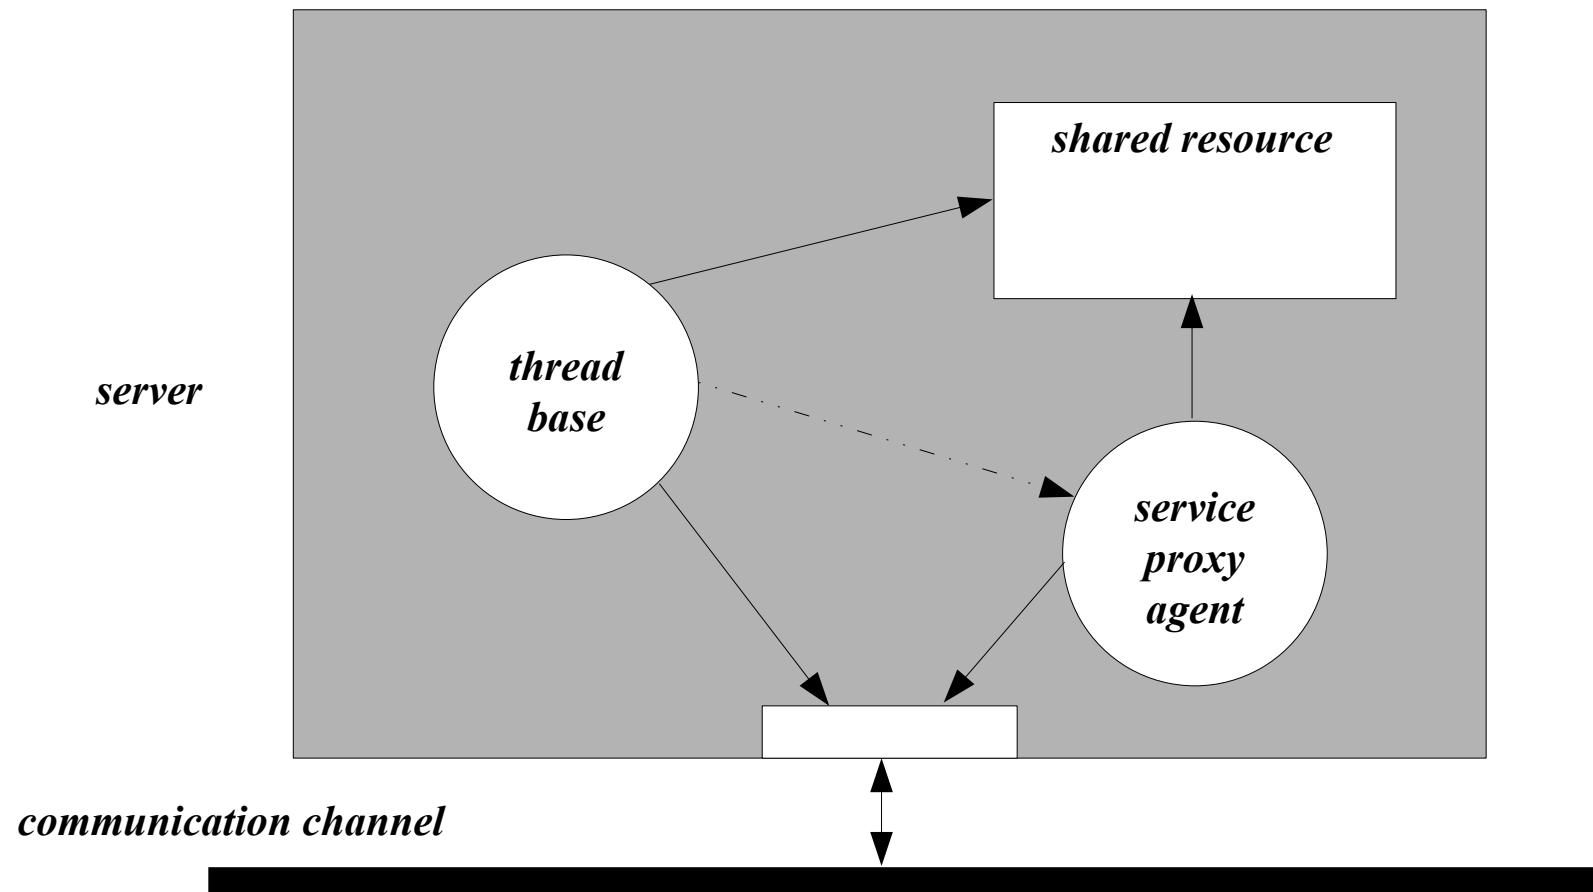 shared resource
thread
base
server
service
proxy
agent
communication channel